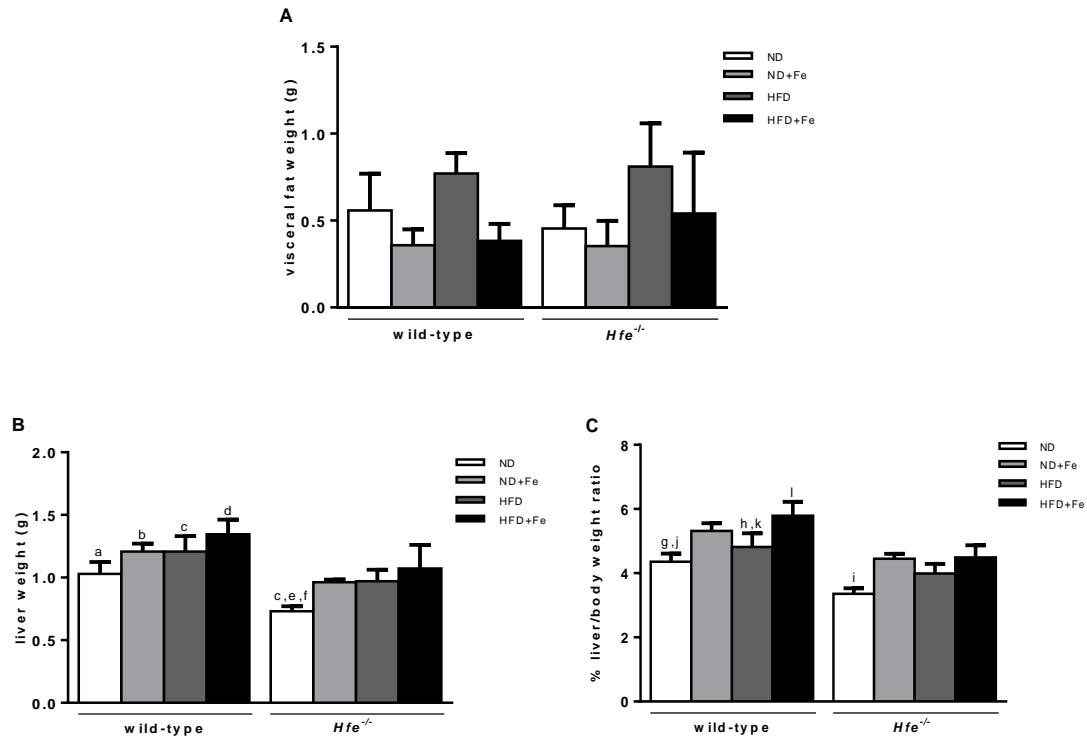 A
visceral fat weight (g)
1.5
1.0
0.5
0.0
ND
ND+Fe
HFD
HFD+Fe
wild-type
Hfe-/-
B
liver weight (g)
2.0
1.5
1.0
0.5
0.0
a
b
c
d
c,e,f
ND
ND+Fe
HFD
HFD+Fe
wild-type
Hfe-/-
C
% liver/body weight ratio
8
6
4
2
0
g,j
h,k
l
i
ND
ND+Fe
HFD
HFD+Fe
wild-type
Hfe-/-